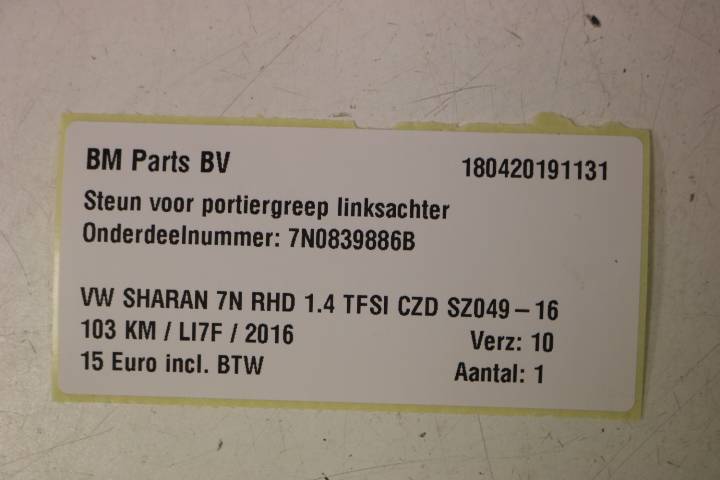 BM Parts BV 180420191131
Steun voor portiergreep linksachter
Onderdeelnummer: 7N0839886B
VW SHARAN 7N RHD 1.4 TFSI CZD SZ049-16
103 KM / LI7F / 2016 Verz: 10
15 Euro incl. BTW Aantal: 1